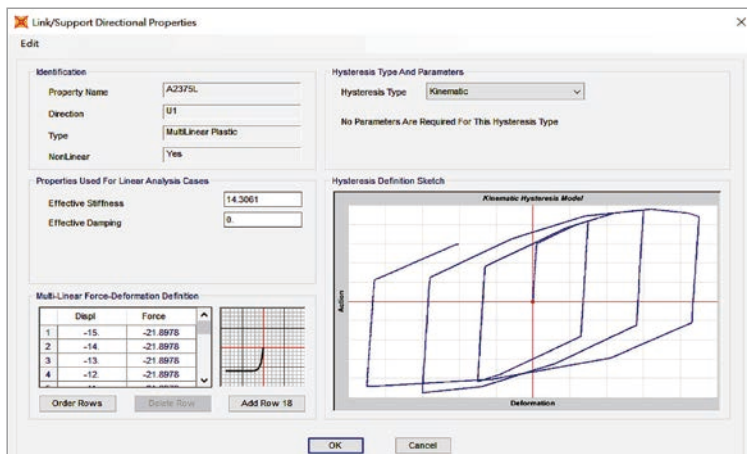 Link/Support Directional Properties
Edit
Identification
Property Name A2375L
Direction U1
Type MultiLinear Plastic
NonLinear Yes
Hysteresis Type And Parameters
Hysteresis Type Kinematic
No Parameters Are Required For This Hysteresis Type
Properties Used For Linear Analysis Cases
Effective Stiffness 14.3061
Effective Damping 0.
Hysteresis Definition Sketch
Kinematic Hysteresis Model
Action
Deformation
Multi-Linear Force-Deformation Definition
Displ Force
1 -15. -21.8978
2 -14. -21.8978
3 -13. -21.8978
4 -12. -21.8978
Order Rows Delete Row Add Row 18
OK Cancel